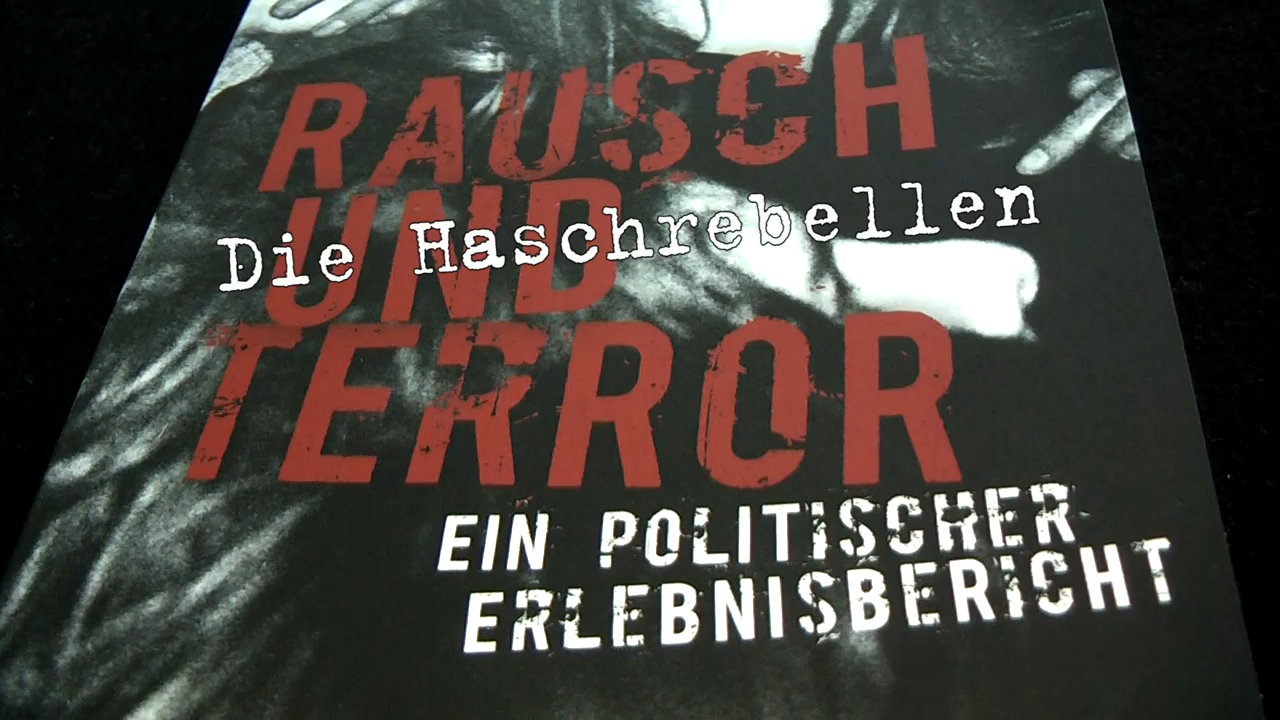 RAUSCH
UND
Die Haschrebellen
TERROR
EIN POLITISCHER
ERLEBNISBERICHT